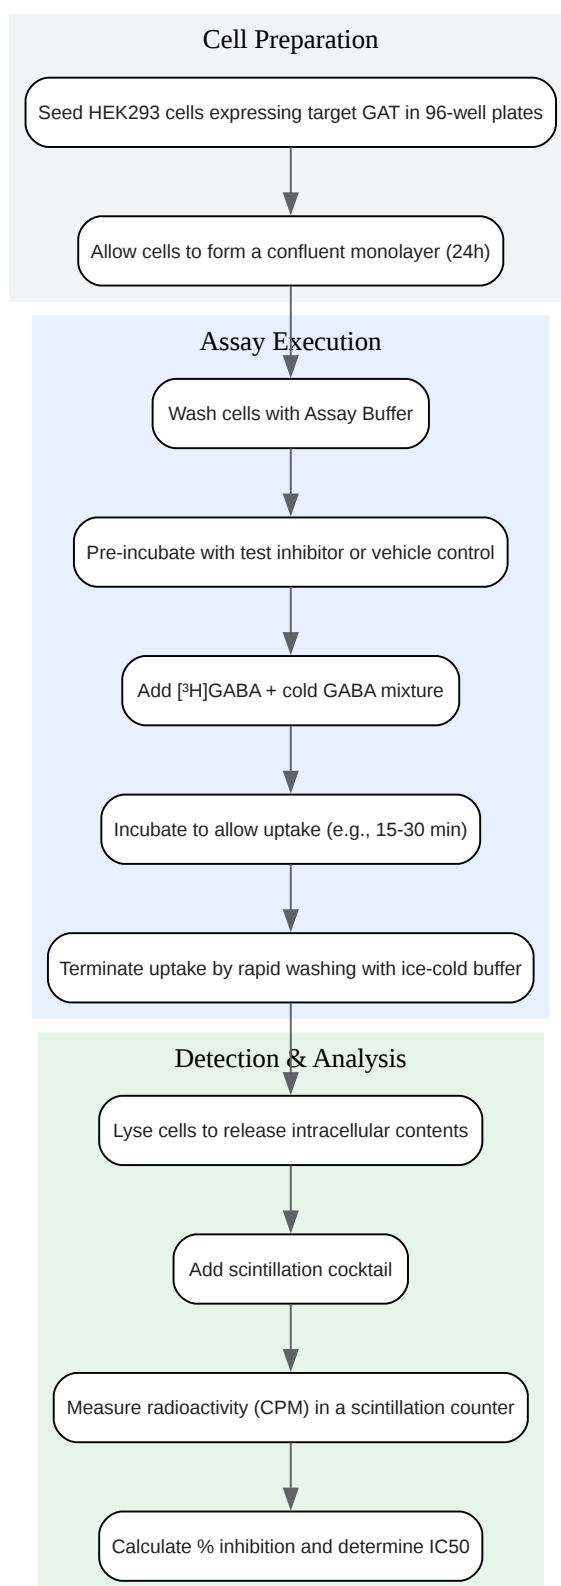 Cell Preparation
Seed HEK293 cells expressing target GAT in 96-well plates
Allow cells to form a confluent monolayer (24h)
Assay Execution
Wash cells with Assay Buffer
Pre-incubate with test inhibitor or vehicle control
Add [³H]GABA + cold GABA mixture
Incubate to allow uptake (e.g., 15-30 min)
Terminate uptake by rapid washing with ice-cold buffer
Detection & Analysis
Lyse cells to release intracellular contents
Add scintillation cocktail
Measure radioactivity (CPM) in a scintillation counter
Calculate % inhibition and determine IC50